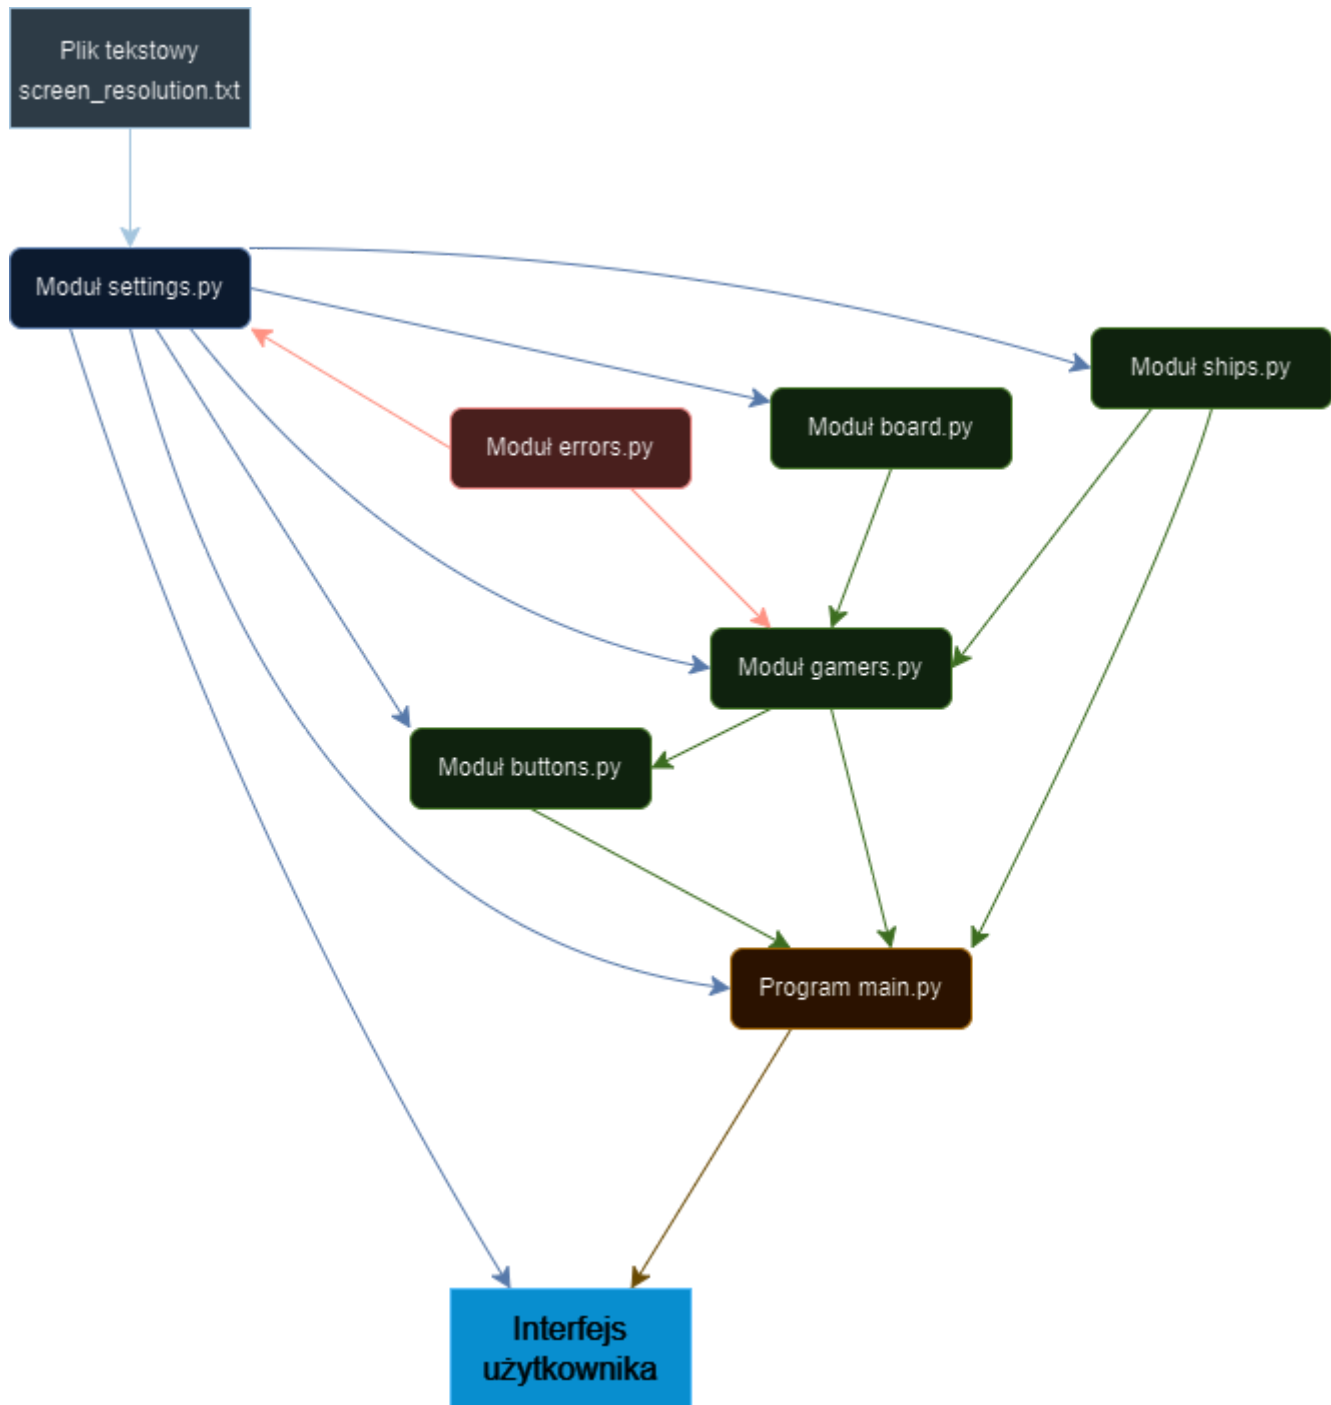 Plik tekstowy
screen_resolution.txt
Moduł settings.py
Moduł ships.py
Moduł board.py
Moduł errors.py
Moduł gamers.py
Moduł buttons.py
Program main.py
Interfejs
użytkownika